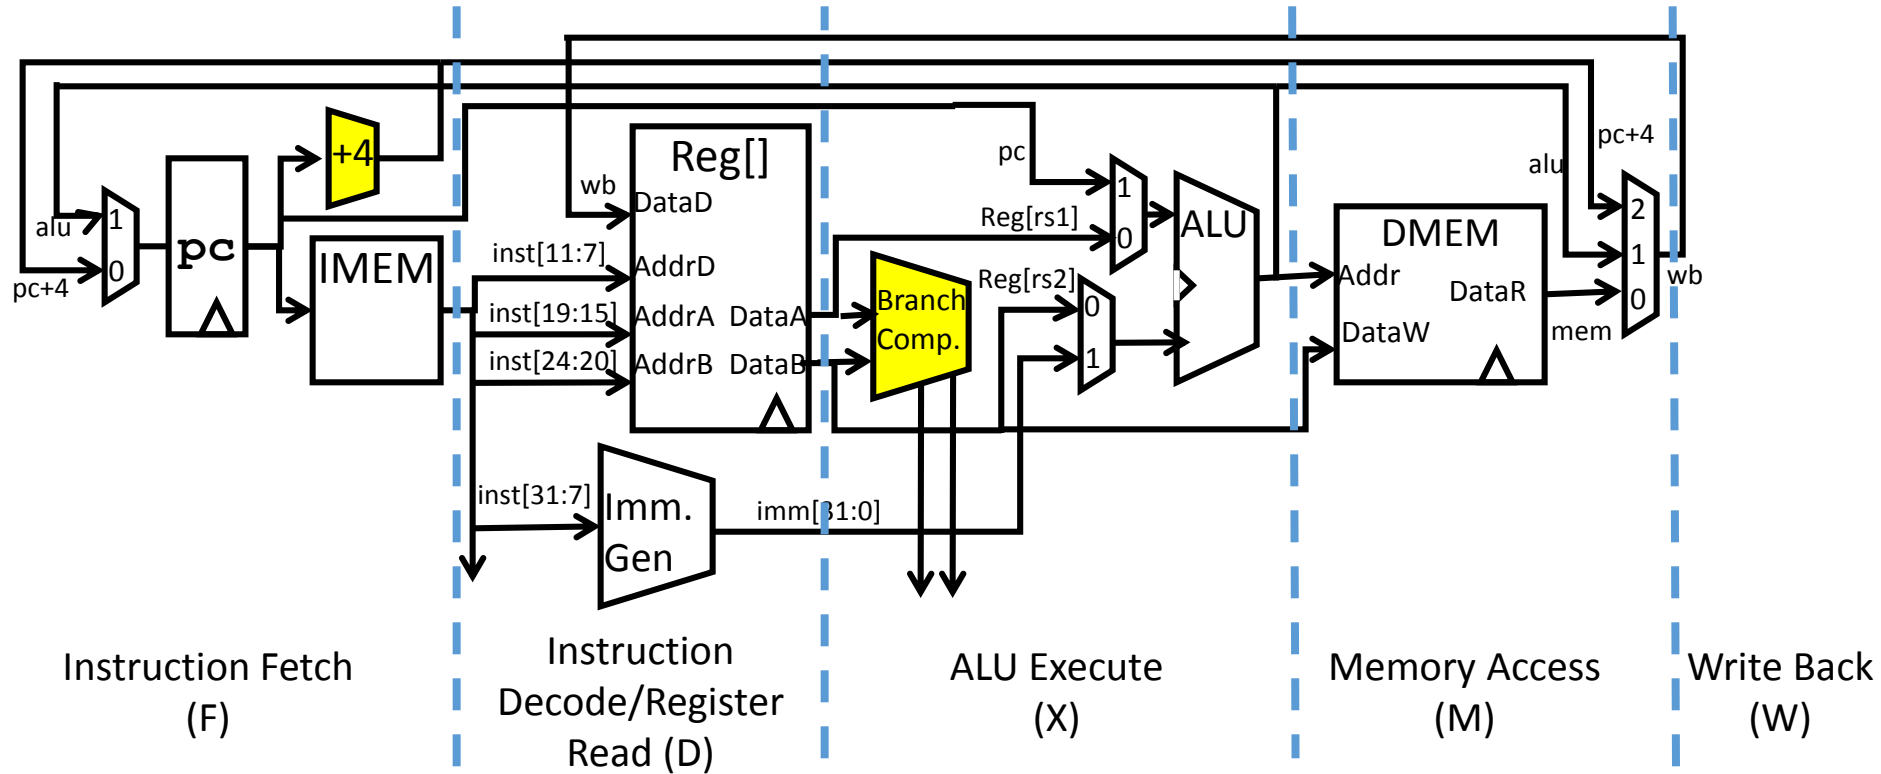 alu
pc+4
1
0
pc
+4
IMEM
wb
Reg[]
DataD
inst[11:7]
AddrD
inst[19:15]
AddrA
DataA
inst[24:20]
AddrB
DataB
inst[31:7]
Imm.
Gen
imm[31:0]
Branch
Comp.
pc
Reg[rs1]
1
0
Reg[rs2]
0
1
ALU
DMEM
Addr
DataR
DataW
mem
alu
pc+4
2
1
0
wb
Instruction Fetch
(F)
Instruction
Decode/Register
Read (D)
ALU Execute
(X)
Memory Access
(M)
Write Back
(W)